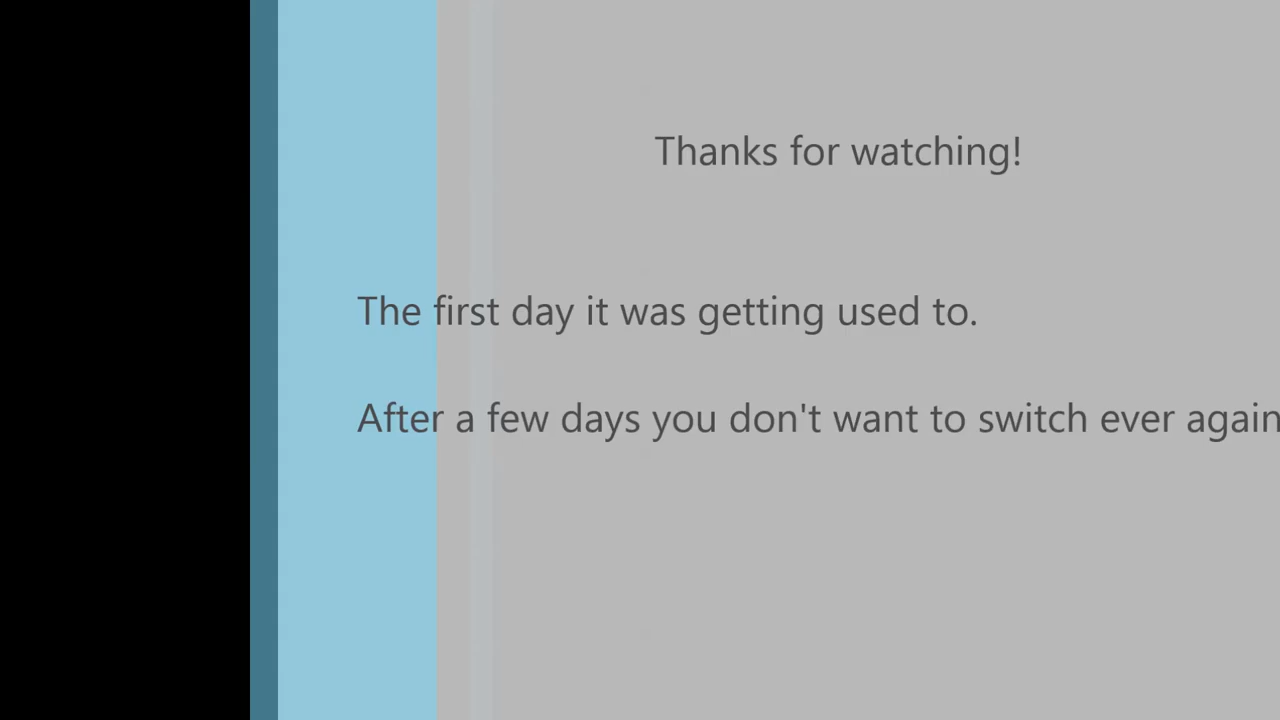 Thanks for watching!
The first day it was getting used to.
After a few days you don't want to switch ever again